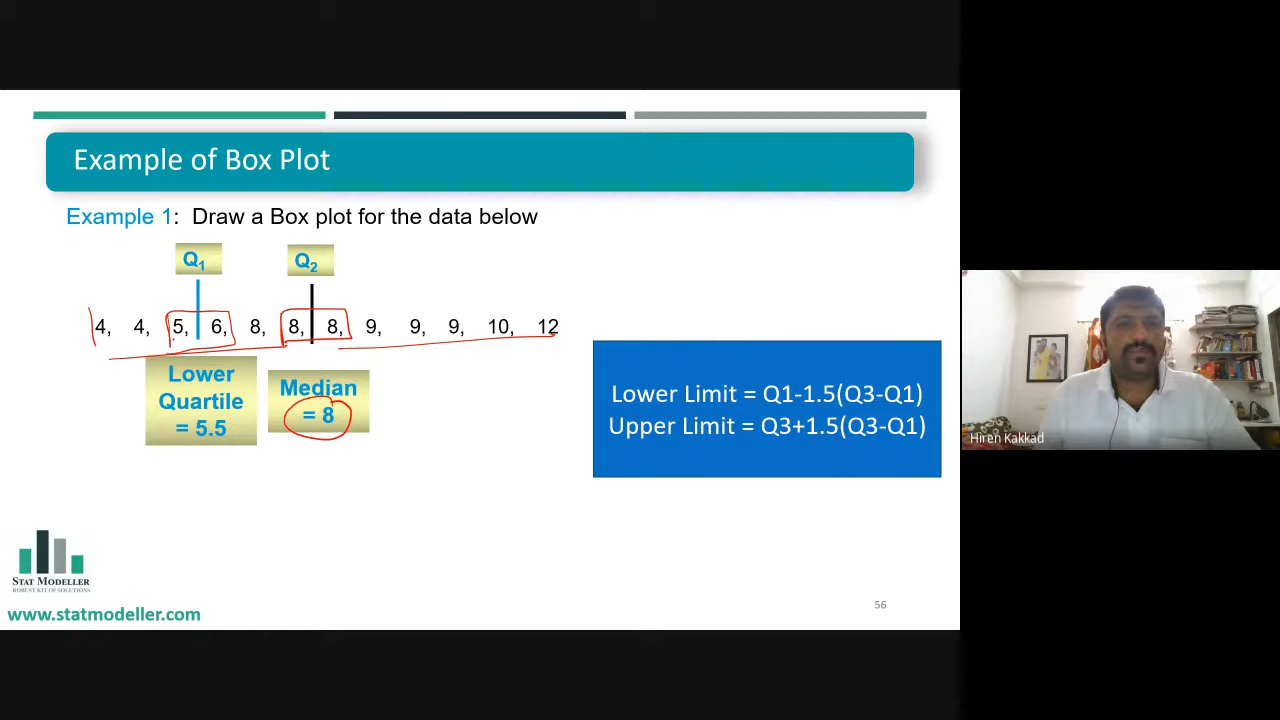 Example of Box Plot
Example 1: Draw a Box plot for the data below
Q1
Q2
4, 4, 5, 6, 8, 8, 8, 9, 9, 9, 10, 12
Lower
Quartile
= 5.5
Median
= 8
Lower Limit = Q1-1.5(Q3-Q1)
Upper Limit = Q3+1.5(Q3-Q1)
Hiren Kakkad
STAT MODELLER
ROBUST KIT OF SOLUTIONS
www.statmodeller.com
56